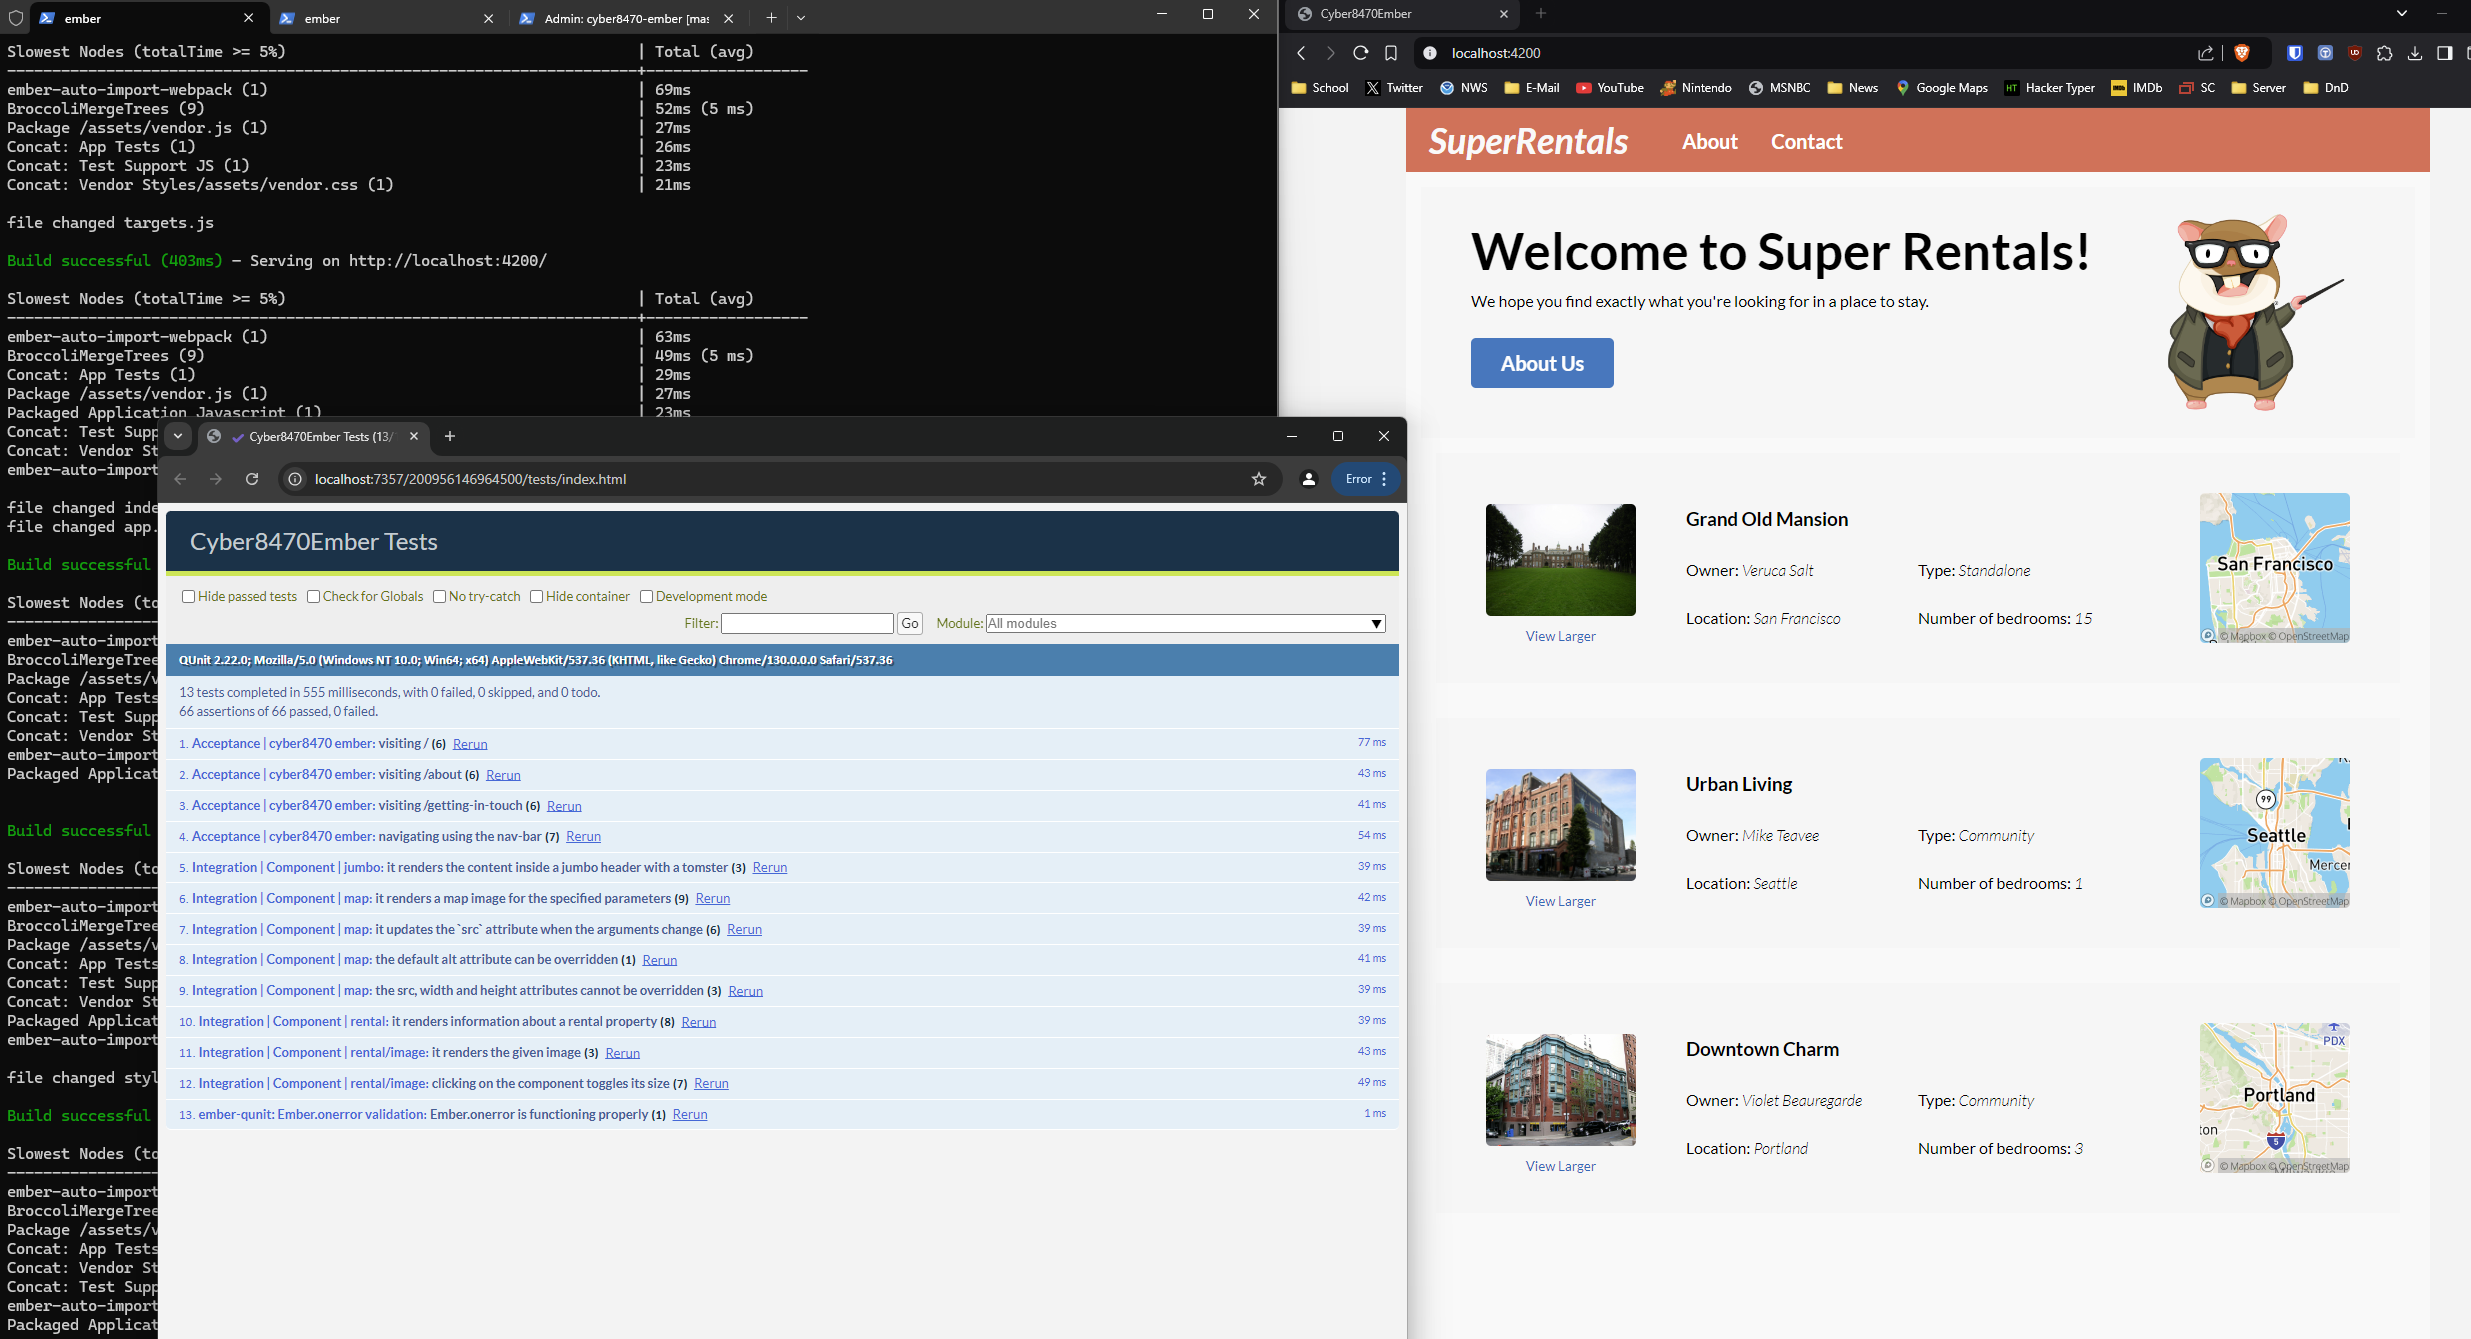 ember
ember
Admin: cyber8470-ember [mas
Slowest Nodes (totalTime >= 5%) | Total (avg)
ember-auto-import-webpack (1) | 69ms
BroccoliMergeTrees (9) | 52ms (5 ms)
Package /assets/vendor.js (1) | 27ms
Concat: App Tests (1) | 26ms
Concat: Test Support JS (1) | 23ms
Concat: Vendor Styles/assets/vendor.css (1) | 21ms
file changed targets.js
Build successful (403ms) – Serving on http://localhost:4200/
Slowest Nodes (totalTime >= 5%) | Total (avg)
ember-auto-import-webpack (1) | 63ms
BroccoliMergeTrees (9) | 49ms (5 ms)
Concat: App Tests (1) | 29ms
Package /assets/vendor.js (1) | 27ms
Packaged Application Javascript (1) | 23ms
Concat: Test Supp
Concat: Vendor St
ember-auto-import
file changed inde
file changed app.
Build successful
Slowest Nodes (to
ember-auto-import
BroccoliMergeTree
Package /assets/v
Concat: App Tests
Concat: Test Supp
Concat: Vendor St
ember-auto-import
Packaged Applicat
Build successful
Slowest Nodes (to
ember-auto-import
BroccoliMergeTree
Package /assets/v
Concat: App Tests
Concat: Test Supp
Concat: Vendor St
Packaged Applicat
ember-auto-import
file changed styl
Build successful
Slowest Nodes (to
ember-auto-import
BroccoliMergeTree
Package /assets/v
Concat: App Tests
Concat: Vendor St
Concat: Test Supp
ember-auto-import
Packaged Applicat
Cyber8470Ember Tests (13/
localhost:7357/200956146964500/tests/index.html
Error
Cyber8470Ember Tests
Hide passed tests Check for Globals No try-catch Hide container Development mode
Filter: Go Module: All modules
QUnit 2.22.0; Mozilla/5.0 (Windows NT 10.0; Win64; x64) AppleWebKit/537.36 (KHTML, like Gecko) Chrome/130.0.0.0 Safari/537.36
13 tests completed in 555 milliseconds, with 0 failed, 0 skipped, and 0 todo.
66 assertions of 66 passed, 0 failed.
1. Acceptance | cyber8470 ember: visiting / (6) Rerun 77 ms
2. Acceptance | cyber8470 ember: visiting /about (6) Rerun 43 ms
3. Acceptance | cyber8470 ember: visiting /getting-in-touch (6) Rerun 41 ms
4. Acceptance | cyber8470 ember: navigating using the nav-bar (7) Rerun 54 ms
5. Integration | Component | jumbo: it renders the content inside a jumbo header with a tomster (3) Rerun 39 ms
6. Integration | Component | map: it renders a map image for the specified parameters (9) Rerun 42 ms
7. Integration | Component | map: it updates the `src` attribute when the arguments change (6) Rerun 39 ms
8. Integration | Component | map: the default alt attribute can be overridden (1) Rerun 41 ms
9. Integration | Component | map: the src, width and height attributes cannot be overridden (3) Rerun 39 ms
10. Integration | Component | rental: it renders information about a rental property (8) Rerun 39 ms
11. Integration | Component | rental/image: it renders the given image (3) Rerun 43 ms
12. Integration | Component | rental/image: clicking on the component toggles its size (7) Rerun 49 ms
13. ember-qunit: Ember.onerror validation: Ember.onerror is functioning properly (1) Rerun 1 ms
Cyber8470Ember
localhost:4200
School Twitter NWS E-Mail YouTube Nintendo MSNBC News Google Maps HT Hacker Typer IMDb IMDb SC Server DnD
SuperRentals About Contact
Welcome to Super Rentals!
We hope you find exactly what you're looking for in a place to stay.
About Us
Grand Old Mansion
Owner: Veruca Salt Type: Standalone
Location: San Francisco Number of bedrooms: 15
View Larger
San Francisco
© Mapbox © OpenStreetMap
Urban Living
Owner: Mike Teavee Type: Community
Location: Seattle Number of bedrooms: 1
View Larger
99
Seattle
Mercer
© Mapbox © OpenStreetMap
Downtown Charm
Owner: Violet Beauregarde Type: Community
Location: Portland Number of bedrooms: 3
View Larger
PDX
Portland
ton
5
© Mapbox © OpenStreetMap